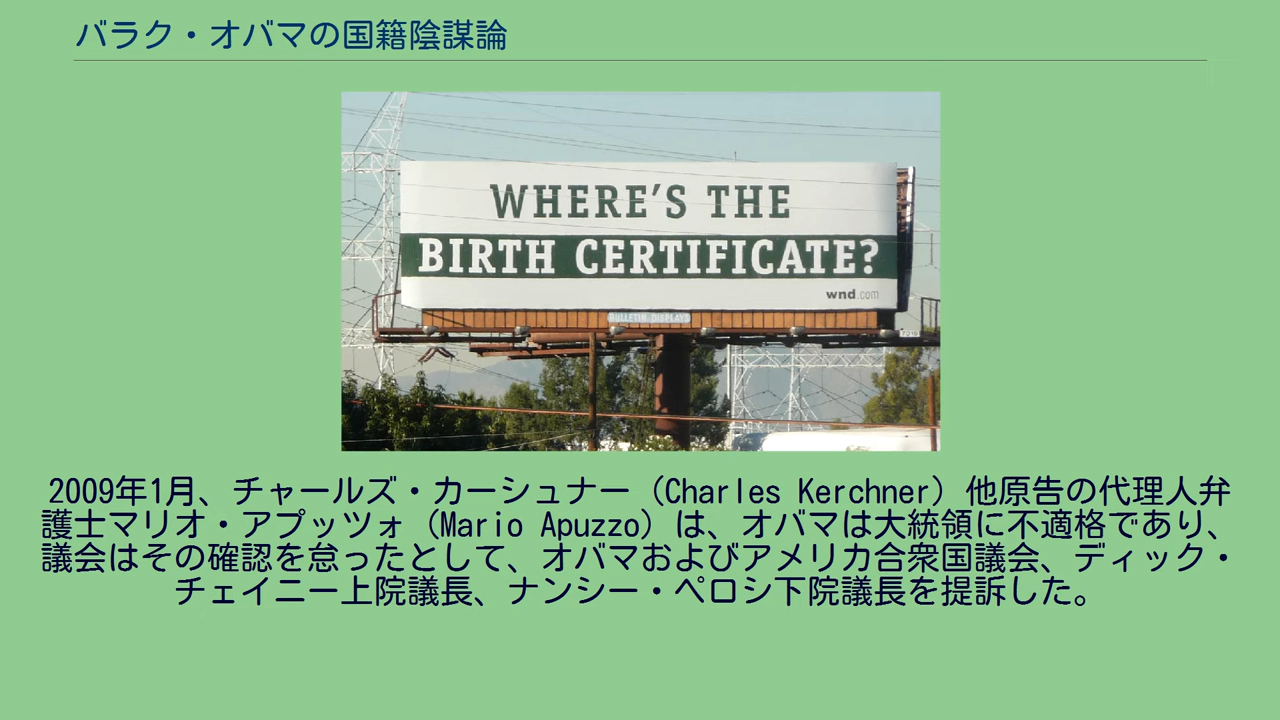 バラク・オバマの国籍陰謀論
WHERE'S THE
BIRTH CERTIFICATE?
wnd.com
BULLETIN DISPLAYS
2009年1月、チャールズ・カーシュナー（Charles Kerchner）他原告の代理人弁
護士マリオ・アプッツォ（Mario Apuzzo）は、オバマは大統領に不適格であり、
議会はその確認を怠ったとして、オバマおよびアメリカ合衆国議会、ディック・
チェイニー上院議長、ナンシー・ペロシ下院議長を提訴した。